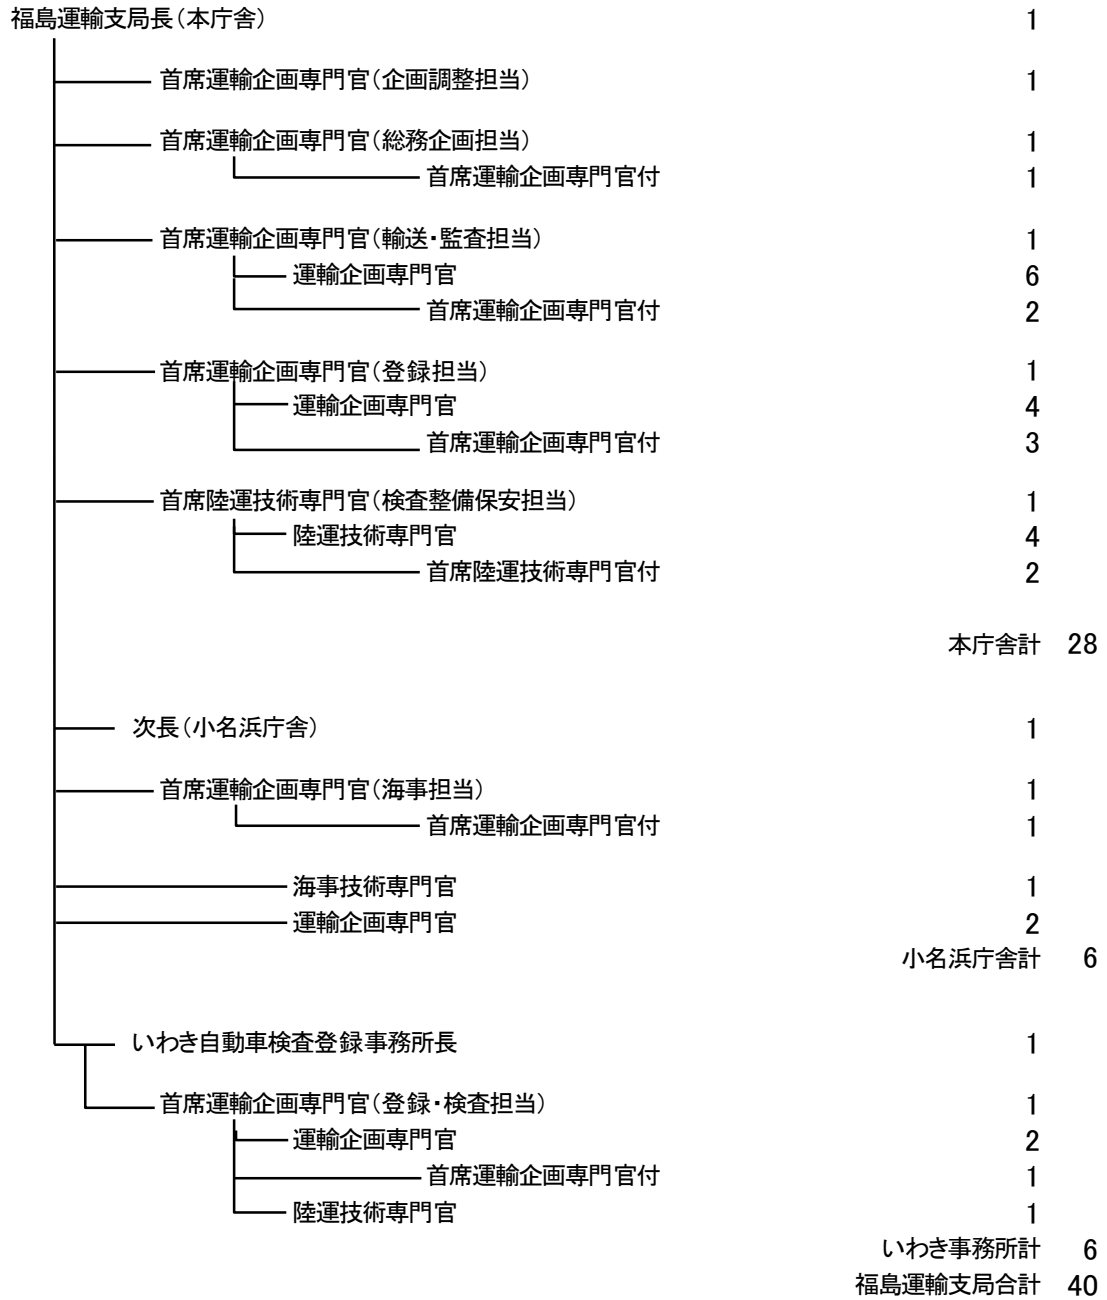 福島運輸支局長(本庁舎) 1
首席運輸企画専門官(企画調整担当) 1
首席運輸企画専門官(総務企画担当) 1
首席運輸企画専門官付 1
首席運輸企画専門官(輸送・監査担当) 1
運輸企画専門官 6
首席運輸企画専門官付 2
首席運輸企画専門官(登録担当) 1
運輸企画専門官 4
首席運輸企画専門官付 3
首席陸運技術専門官(検査整備保安担当) 1
陸運技術専門官 4
首席陸運技術専門官付 2
本庁舎計 28
次長(小名浜庁舎) 1
首席運輸企画専門官(海事担当) 1
首席運輸企画専門官付 1
海事技術専門官 1
運輸企画専門官 2
小名浜庁舎計 6
いわき自動車検査登録事務所長 1
首席運輸企画専門官(登録・検査担当) 1
運輸企画専門官 2
首席運輸企画専門官付 1
陸運技術専門官 1
いわき事務所計 6
福島運輸支局合計 40